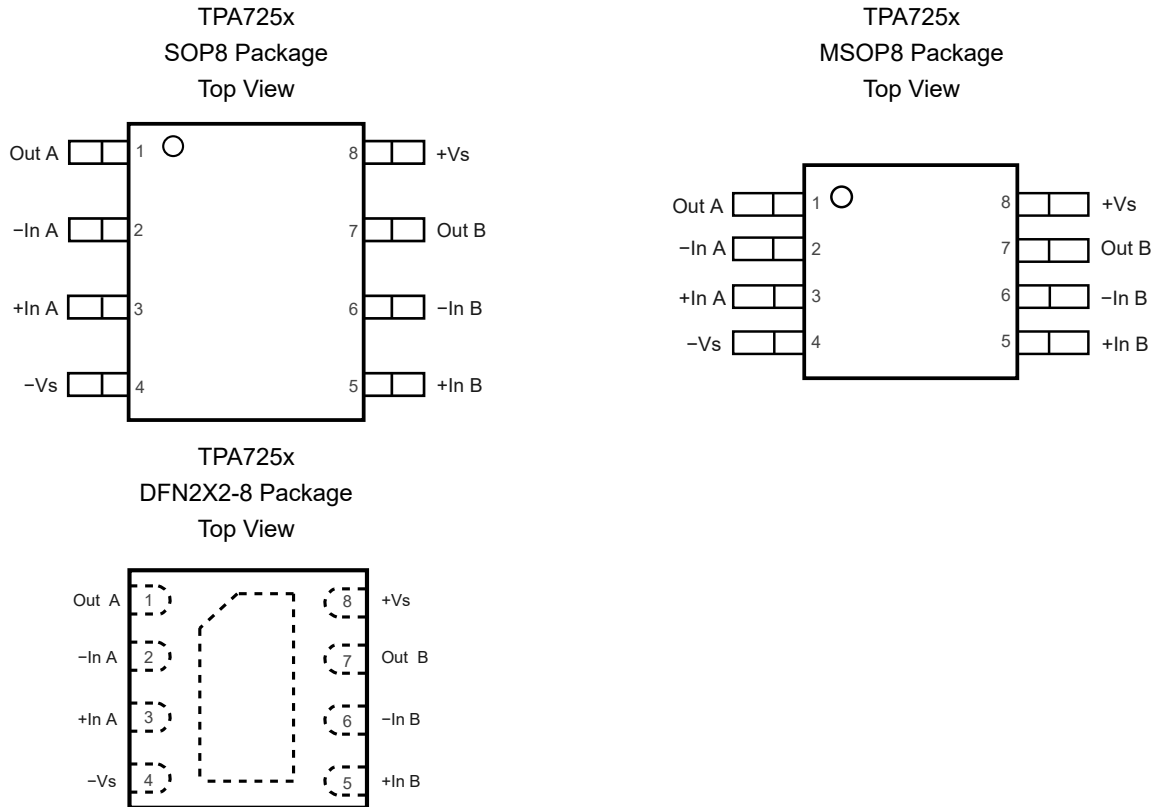 TPA725x
SOP8 Package
Top View
Out A 1 8 +Vs
−In A 2 7 Out B
+In A 3 6 −In B
−Vs 4 5 +In B
TPA725x
MSOP8 Package
Top View
Out A 1 8 +Vs
−In A 2 7 Out B
+In A 3 6 −In B
−Vs 4 5 +In B
TPA725x
DFN2X2-8 Package
Top View
Out A 1 8 +Vs
−In A 2 7 Out B
+In A 3 6 −In B
−Vs 4 5 +In B